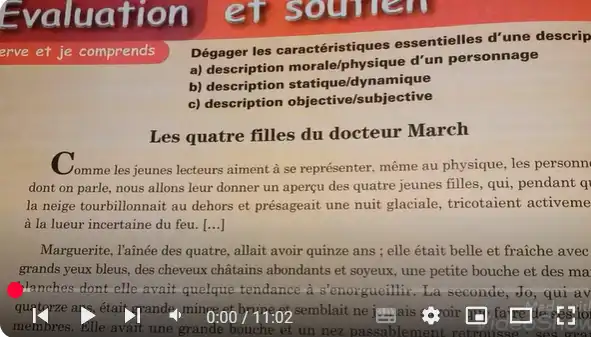 Evaluation et soutien
erve et je comprends
Dégager les caractéristiques essentielles d'une descrip
a) description morale/physique d'un personnage
b) description statique/dynamique
c) description objective/subjective
Les quatre filles du docteur March
Comme les jeunes lecteurs aiment à se représenter, même au physique, les personn
dont on parle, nous allons leur donner un aperçu des quatre jeunes filles, qui, pendant q
la neige tourbillonnait au dehors et présageait une nuit glaciale, tricotaient activeme
à la lueur incertaine du feu. [...]
Marguerite, l'aînée des quatre, allait avoir quinze ans ; elle était belle et fraîche avec
grands yeux bleus, des cheveux châtains abondants et soyeux, une petite bouche et des ma
blanches dont elle avait quelque tendance à s'enorgueillir. La seconde, Jo, qui av
quatorze ans, était grande, mince et brune et semblait ne
0:00 / 11:02
membres. Elle avait une grande bouche et un nez passablement retroussé